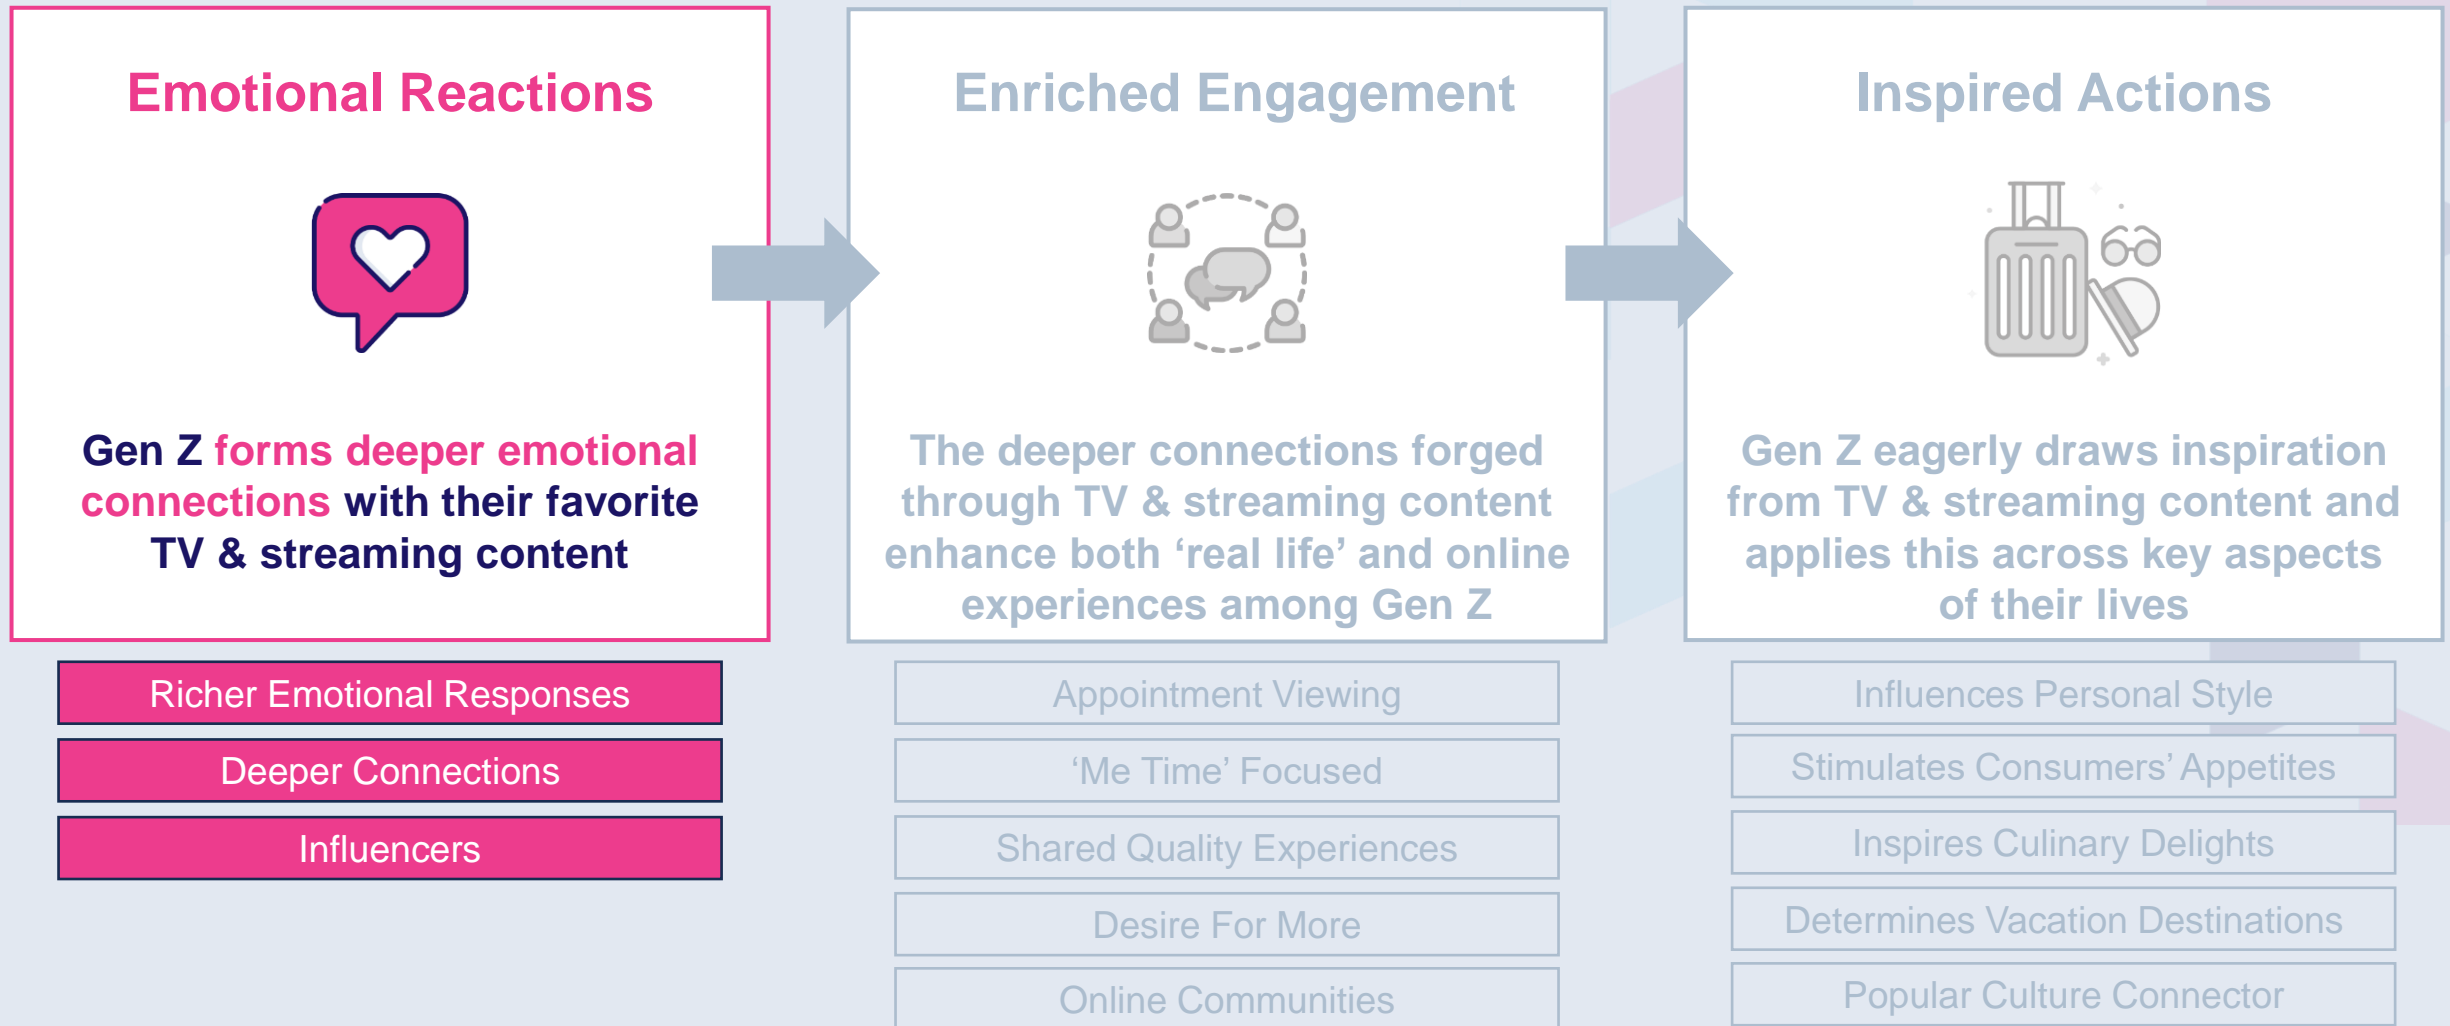 Emotional Reactions
Gen Z forms deeper emotional
connections with their favorite
TV & streaming content
Richer Emotional Responses
Deeper Connections
Influencers
Enriched Engagement
The deeper connections forged
through TV & streaming content
enhance both ‘real life’ and online
experiences among Gen Z
Appointment Viewing
‘Me Time’ Focused
Shared Quality Experiences
Desire For More
Online Communities
Inspired Actions
Gen Z eagerly draws inspiration
from TV & streaming content and
applies this across key aspects
of their lives
Influences Personal Style
Stimulates Consumers’ Appetites
Inspires Culinary Delights
Determines Vacation Destinations
Popular Culture Connector